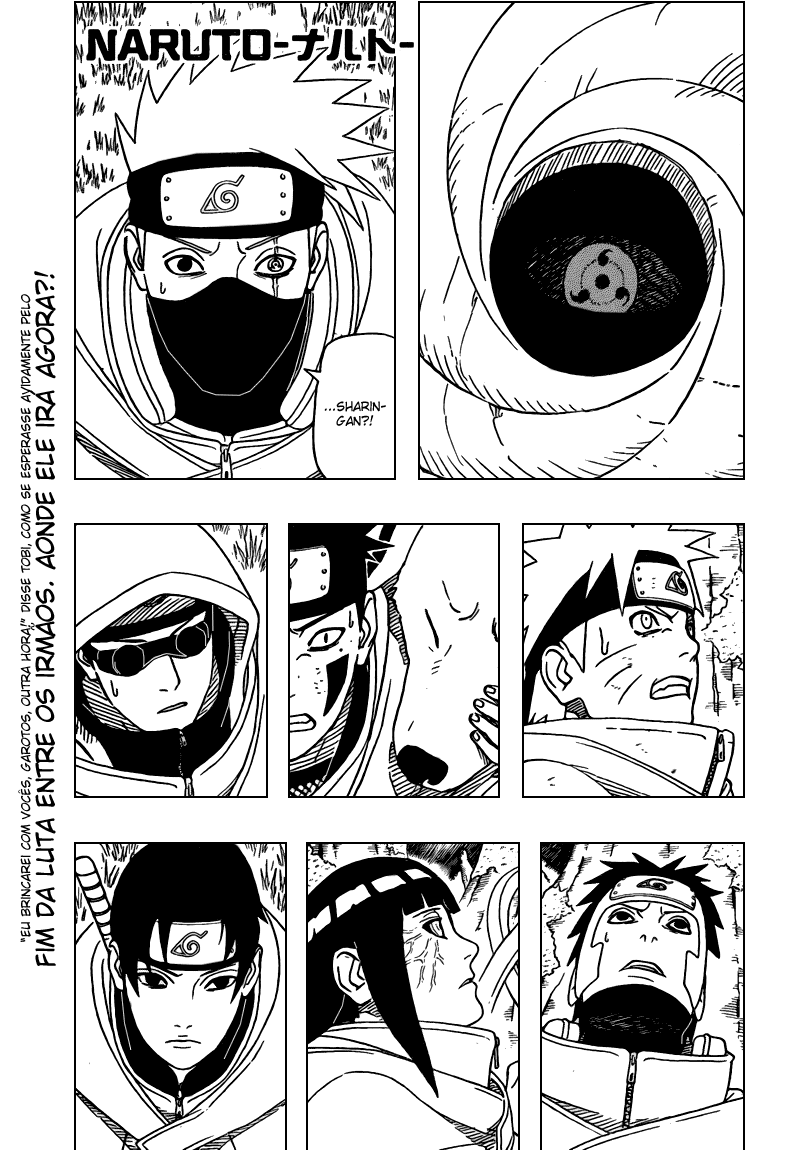 NARUTO-ナルト-
...SHARIN-
GAN?!
"EU BRINCAREI COM VOCÊS, GAROTOS, OUTRA HORA," DISSE TOBI, COMO SE ESPERASSE AVIDAMENTE PELO
FIM DA LUTA ENTRE OS IRMÃOS. AONDE ELE IRÁ AGORA?!